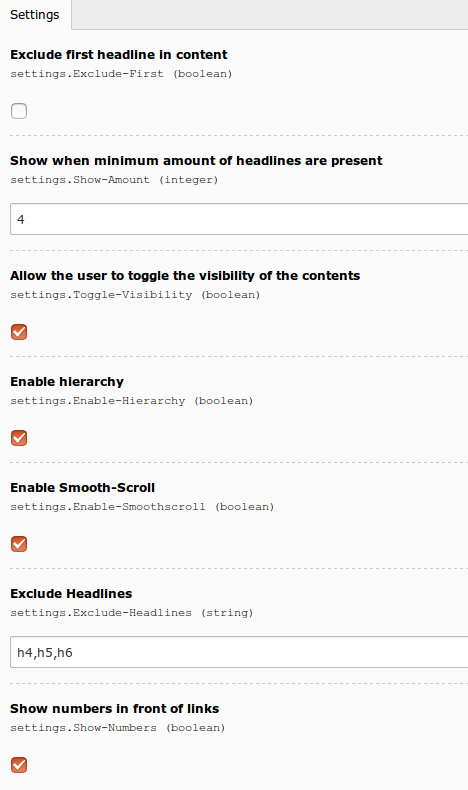 Settings
Exclude first headline in content
settings.Exclude-First (boolean)
Show when minimum amount of headlines are present
settings.Show-Amount (integer)
4
Allow the user to toggle the visibility of the contents
settings.Toggle-Visibility (boolean)
Enable hierarchy
settings.Enable-Hierarchy (boolean)
Enable Smooth-Scroll
settings.Enable-Smoothscroll (boolean)
Exclude Headlines
settings.Exclude-Headlines (string)
h4,h5,h6
Show numbers in front of links
settings.Show-Numbers (boolean)